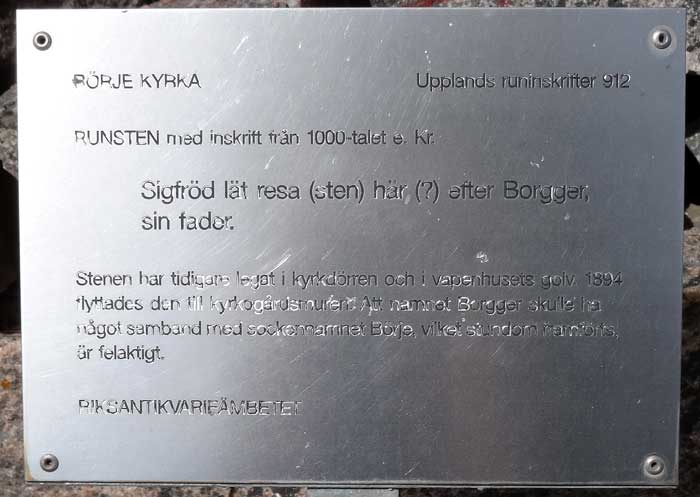 BÖRJE KYRKA Upplands runinskrifter 912
RUNSTEN med inskrift från 1000-talet e. Kr.
Sigfröd lät resa (sten) här (?) efter Borgger,
sin fader.
Stenen har tidigare legat i kyrkdörren och i vapenhusets golv. 1894
flyttades den till kyrkogårdsmuren. Att namnet Borgger skulle ha
något samband med sockennamnet Börje, vilket stundom framförts,
är felaktigt.
RIKSANTIKVARIEÄMBETET